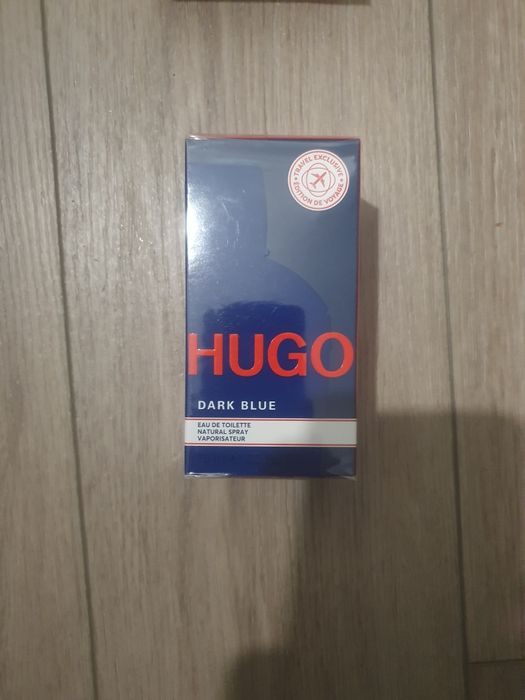 TRAVEL EXCLUSIVE
ÉDITION DE VOYAGE
HUGO
DARK BLUE
EAU DE TOILETTE
NATURAL SPRAY
VAPORISATEUR